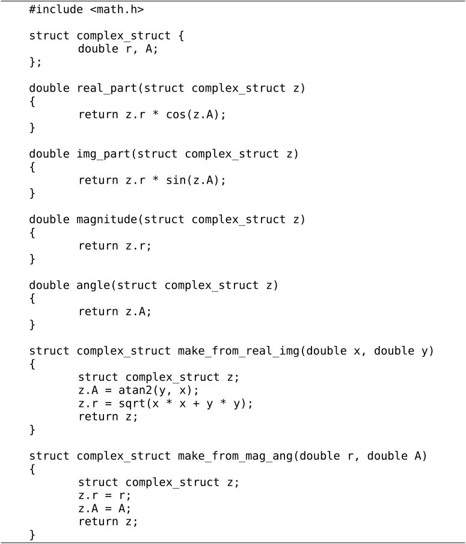 #include <math.h>
struct complex_struct {
        double r, A;
};
double real_part(struct complex_struct z)
{
        return z.r * cos(z.A);
}
double img_part(struct complex_struct z)
{
        return z.r * sin(z.A);
}
double magnitude(struct complex_struct z)
{
        return z.r;
}
double angle(struct complex_struct z)
{
        return z.A;
}
struct complex_struct make_from_real_img(double x, double y)
{
        struct complex_struct z;
        z.A = atan2(y, x);
        z.r = sqrt(x * x + y * y);
        return z;
}
struct complex_struct make_from_mag_ang(double r, double A)
{
        struct complex_struct z;
        z.r = r;
        z.A = A;
        return z;
}